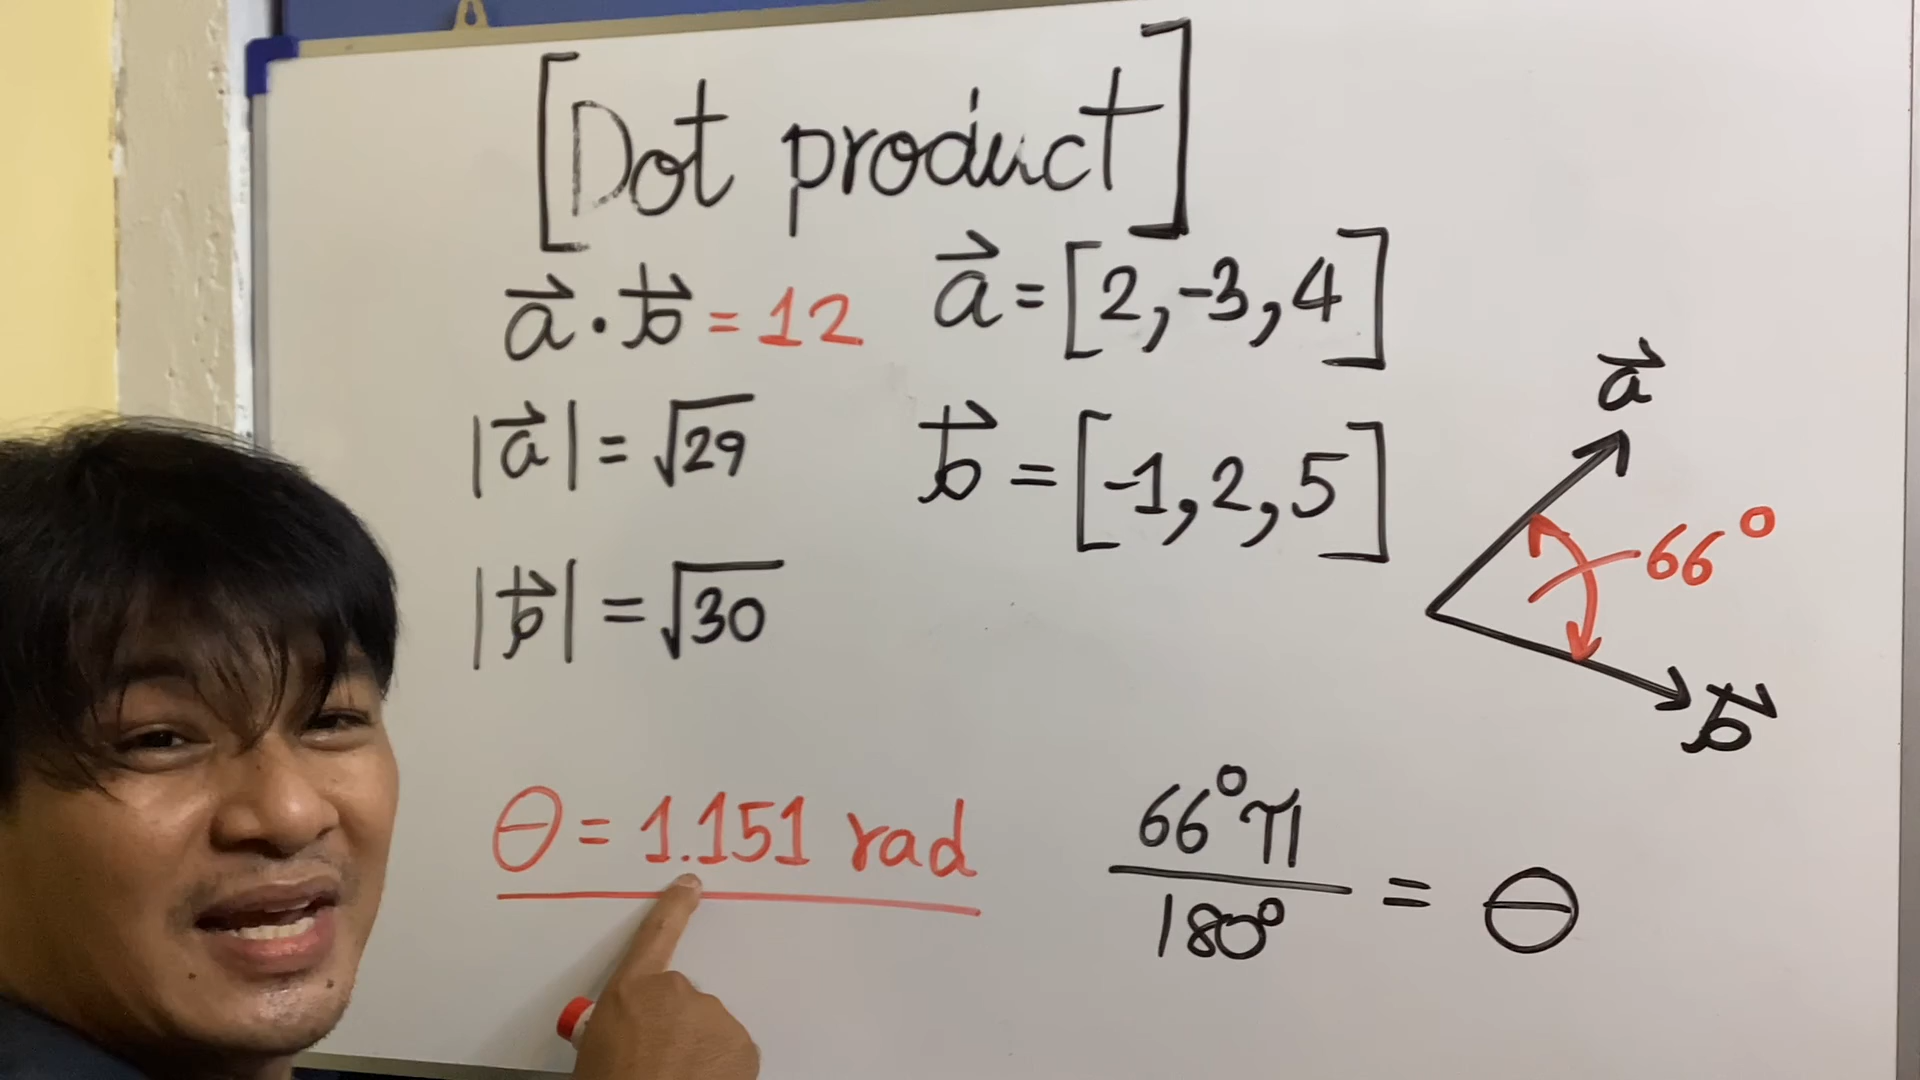 [Dot product]
a⃗ · b⃗ = 12
a⃗ = [2, -3, 4]
|a⃗| = √29
b⃗ = [-1, 2, 5]
|b⃗| = √30
a⃗
66°
b⃗
θ = 1.151 rad
66°π
180°
= θ